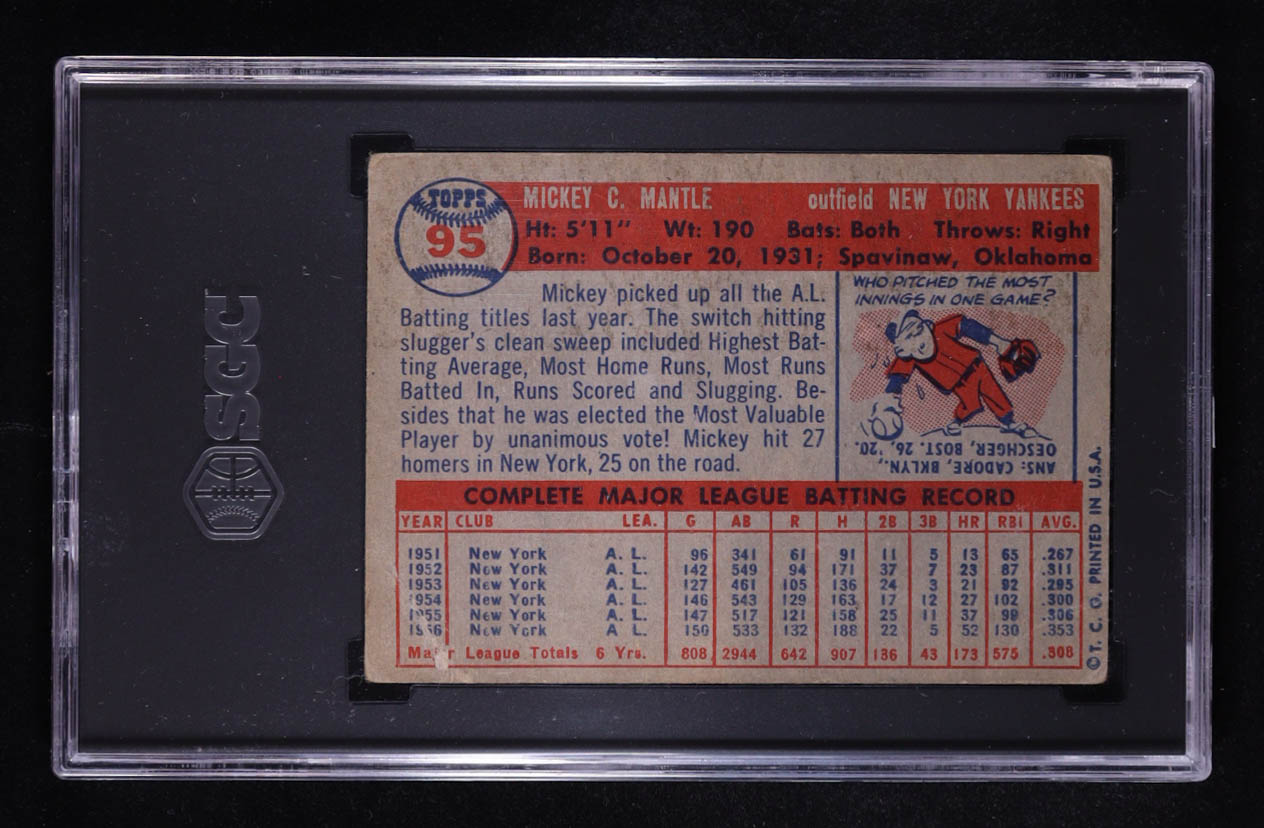 SGC
TOPPS
95
MICKEY C. MANTLE outfield NEW YORK YANKEES
Ht: 5'11" Wt: 190 Bats: Both Throws: Right
Born: October 20, 1931; Spavinaw, Oklahoma
Mickey picked up all the A.L.
Batting titles last year. The switch hitting
slugger's clean sweep included Highest Bat-
ting Average, Most Home Runs, Most Runs
Batted In, Runs Scored and Slugging. Be-
sides that he was elected the Most Valuable
Player by unanimous vote! Mickey hit 27
homers in New York, 25 on the road.
WHO PITCHED THE MOST
INNINGS IN ONE GAME?
ANS: CADORE, BKLYN.,
OESCHGER, BOST. 26, '20.
COMPLETE MAJOR LEAGUE BATTING RECORD
YEAR CLUB LEA. G AB R H 2B 3B HR RBI AVG.
1951 New York A. L. 96 341 61 91 11 5 13 65 .267
1952 New York A. L. 142 549 94 171 37 7 23 87 .311
1953 New York A. L. 127 461 105 136 24 3 21 92 .295
1954 New York A. L. 146 543 129 163 17 12 27 102 .300
1955 New York A. L. 147 517 121 158 25 11 37 99 .306
1956 New York A. L. 150 533 132 188 22 5 52 130 .353
Major League Totals 6 Yrs. 808 2944 642 907 136 43 173 575 .308
© T. C. G. PRINTED IN U.S.A.